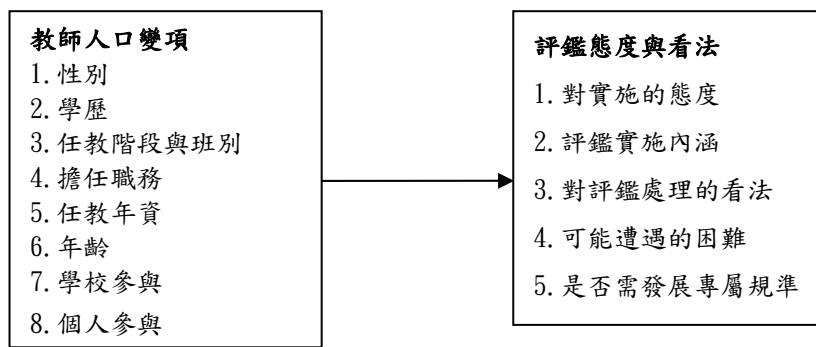 教師人口變項
1.性別
2.學歷
3.任教階段與班別
4.擔任職務
5.任教年資
6.年齡
7.學校參與
8.個人參與
評鑑態度與看法
1.對實施的態度
2.評鑑實施內涵
3.對評鑑處理的看法
4.可能遭遇的困難
5.是否需發展專屬規準